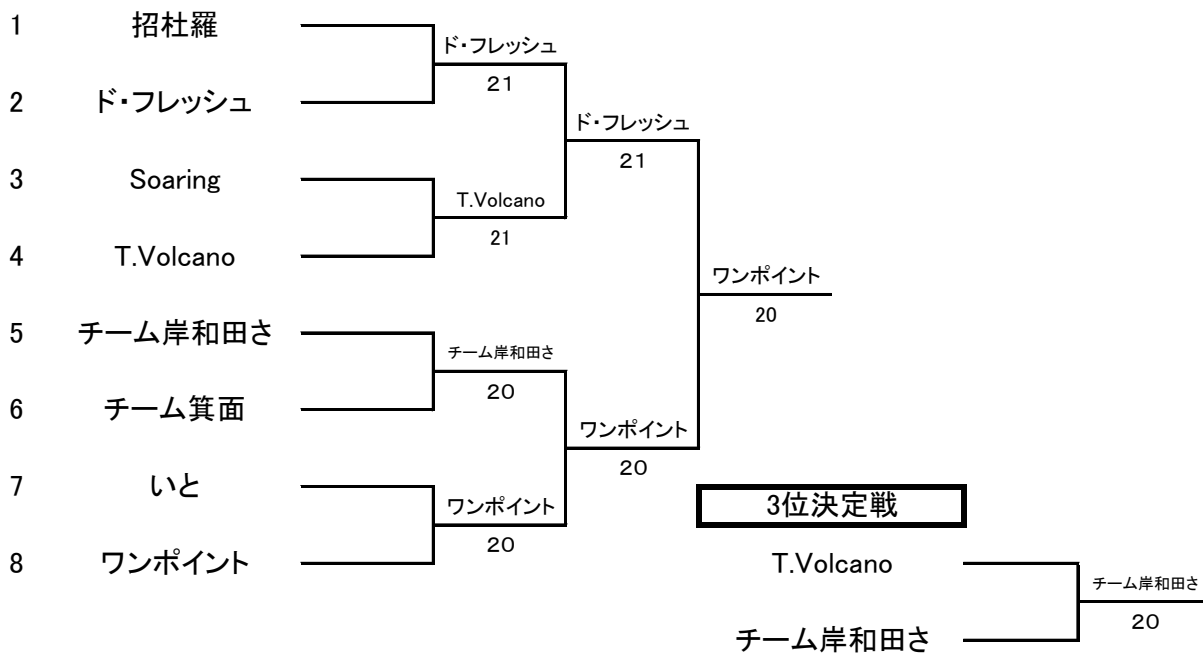 1 招杜羅
ド・フレッシュ
21
2 ド・フレッシュ
ド・フレッシュ
21
3 Soaring
T.Volcano
21
4 T.Volcano
ワンポイント
20
5 チーム岸和田さ
チーム岸和田さ
20
6 チーム箕面
ワンポイント
20
7 いと
ワンポイント
20
8 ワンポイント
3位決定戦
T.Volcano
チーム岸和田さ
20
チーム岸和田さ